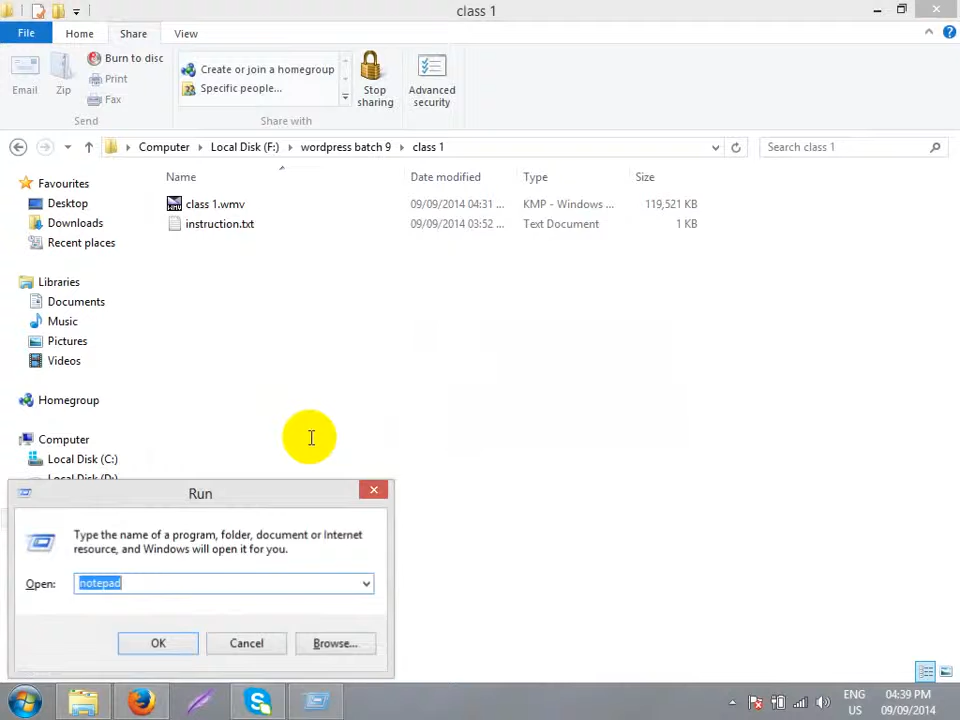 class 1
File Home Share View
Email Zip Burn to disc
Print
Fax
Send
Create or join a homegroup
Specific people...
Share with
Stop sharing
Advanced security
Computer Local Disk (F:) wordpress batch 9 class 1
Search class 1
Name Date modified Type Size
class 1.wmv 09/09/2014 04:31 ... KMP - Windows ... 119,521 KB
instruction.txt 09/09/2014 03:52 ... Text Document 1 KB
Favourites
Desktop
Downloads
Recent places
Libraries
Documents
Music
Pictures
Videos
Homegroup
Computer
Local Disk (C:)
Local Disk (D:)
Run
Type the name of a program, folder, document or Internet
resource, and Windows will open it for you.
Open: notepad
OK Cancel Browse...
ENG 04:39 PM
US 09/09/2014